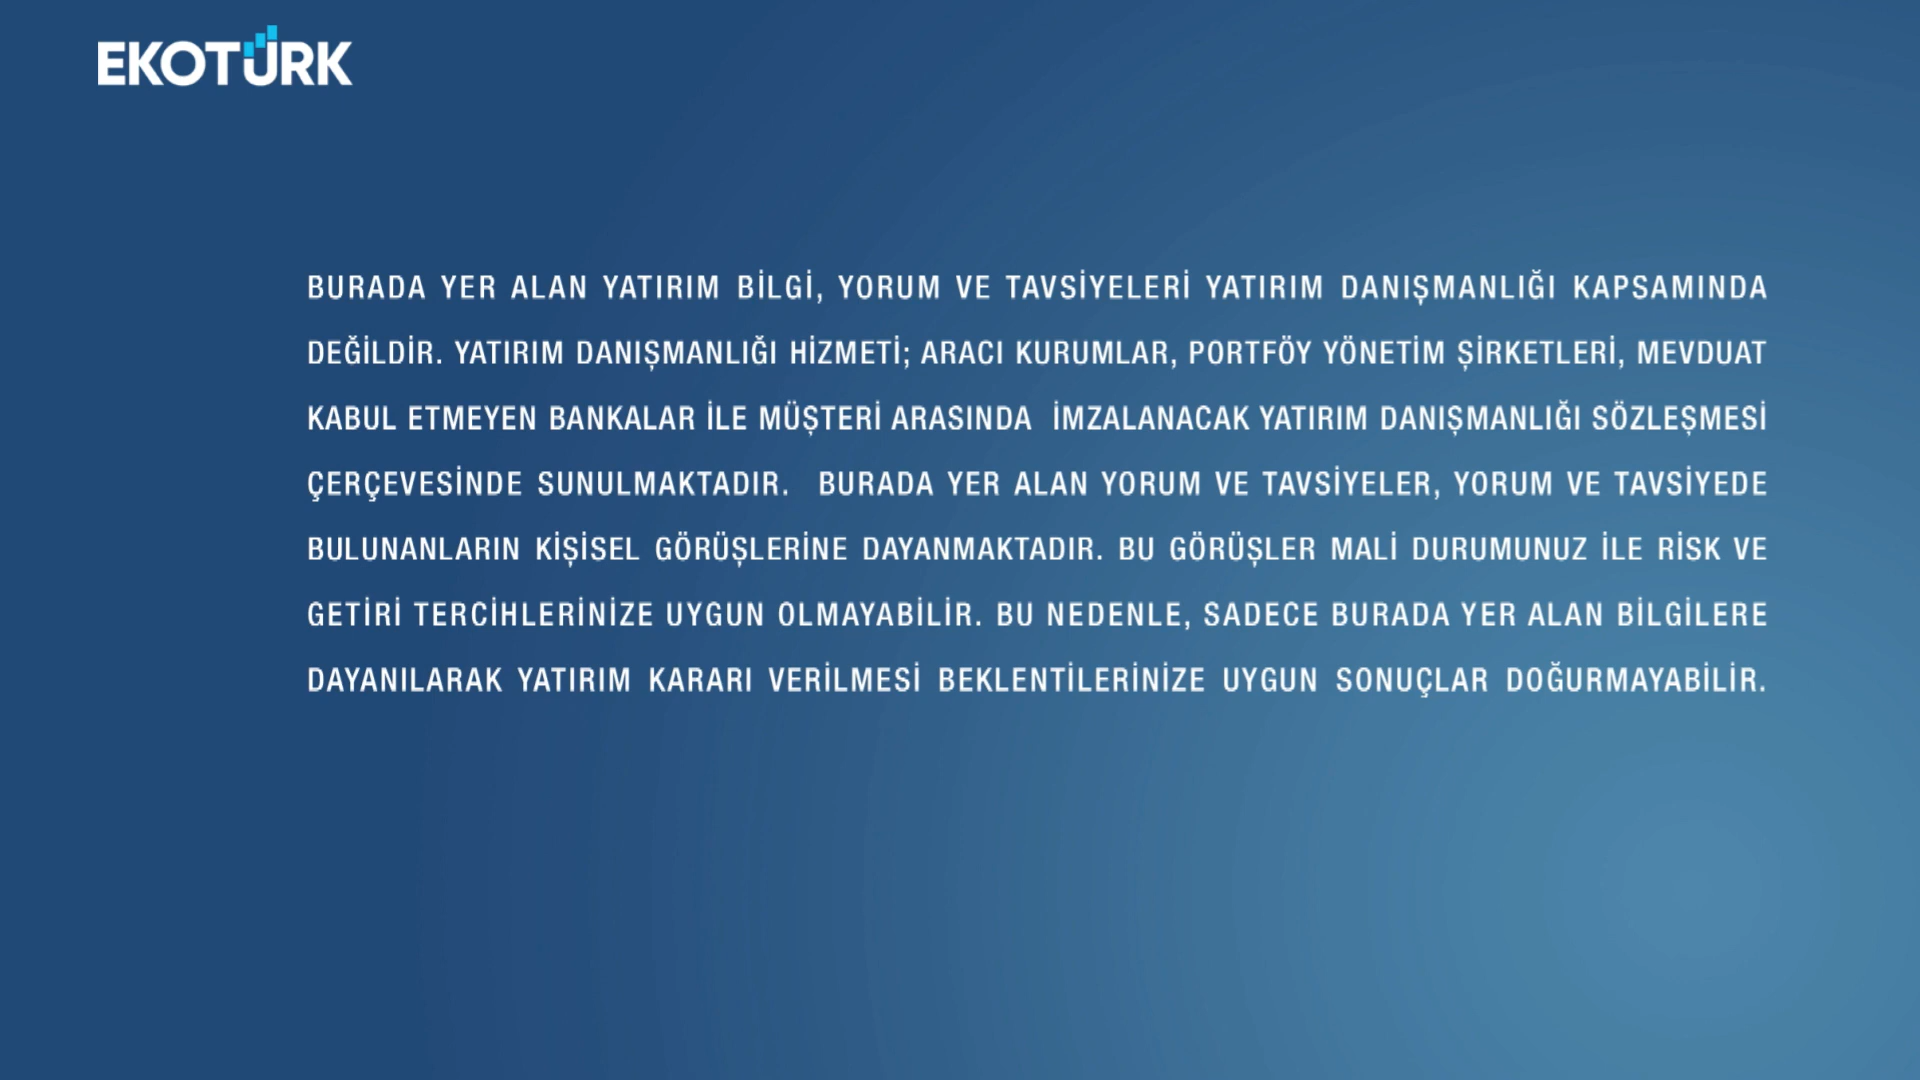 EKOTÜRK
BURADA YER ALAN YATIRIM BİLGİ, YORUM VE TAVSİYELERİ YATIRIM DANIŞMANLIĞI KAPSAMINDA
DEĞİLDİR. YATIRIM DANIŞMANLIĞI HİZMETİ; ARACI KURUMLAR, PORTFÖY YÖNETİM ŞİRKETLERİ, MEVDUAT
KABUL ETMEYEN BANKALAR İLE MÜŞTERİ ARASINDA İMZALANACAK YATIRIM DANIŞMANLIĞI SÖZLEŞMESİ
ÇERÇEVESİNDE SUNULMAKTADIR. BURADA YER ALAN YORUM VE TAVSİYELER, YORUM VE TAVSİYEDE
BULUNANLARIN KİŞİSEL GÖRÜŞLERİNE DAYANMAKTADIR. BU GÖRÜŞLER MALİ DURUMUNUZ İLE RİSK VE
GETİRİ TERCİHLERİNİZE UYGUN OLMAYABİLİR. BU NEDENLE, SADECE BURADA YER ALAN BİLGİLERE
DAYANILARAK YATIRIM KARARI VERİLMESİ BEKLENTİLERİNİZE UYGUN SONUÇLAR DOĞURMAYABİLİR.